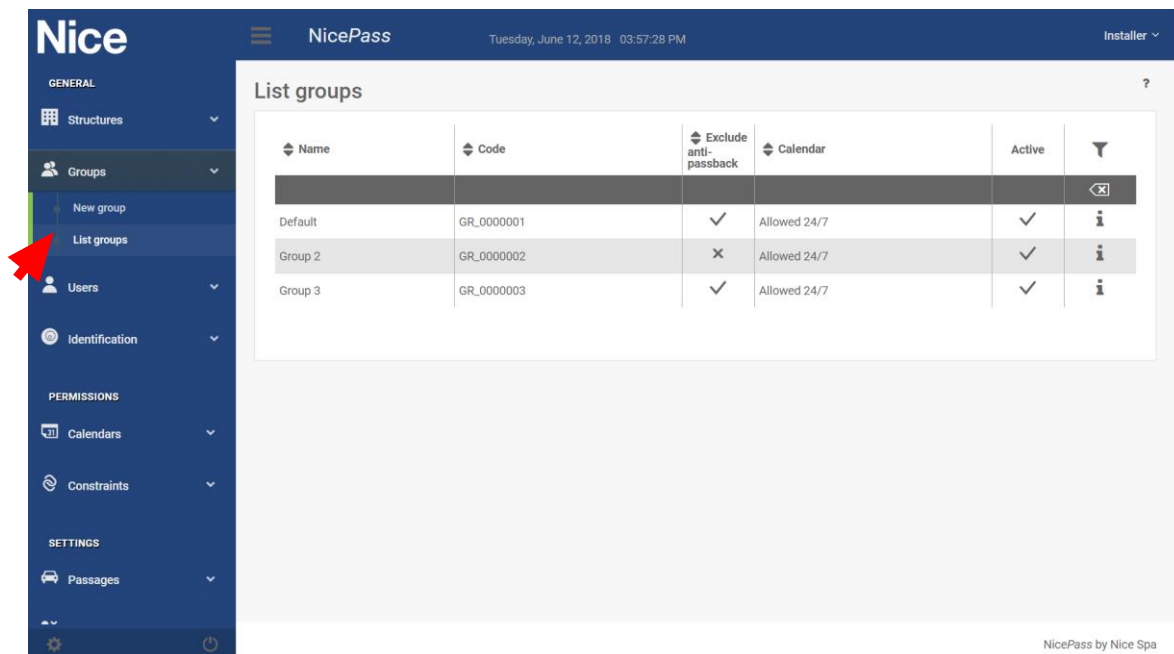 Nice
NicePass
Tuesday, June 12, 2018 03:57:28 PM
Installer
GENERAL
Structures
Groups
New group
List groups
Users
Identification
PERMISSIONS
Calendars
31
Constraints
SETTINGS
Passages
List groups
?
Name
Code
Exclude
anti-
passback
Calendar
Active
Default GR_0000001 Allowed 24/7
Group 2 GR_0000002 Allowed 24/7
Group 3 GR_0000003 Allowed 24/7
NicePass by Nice Spa